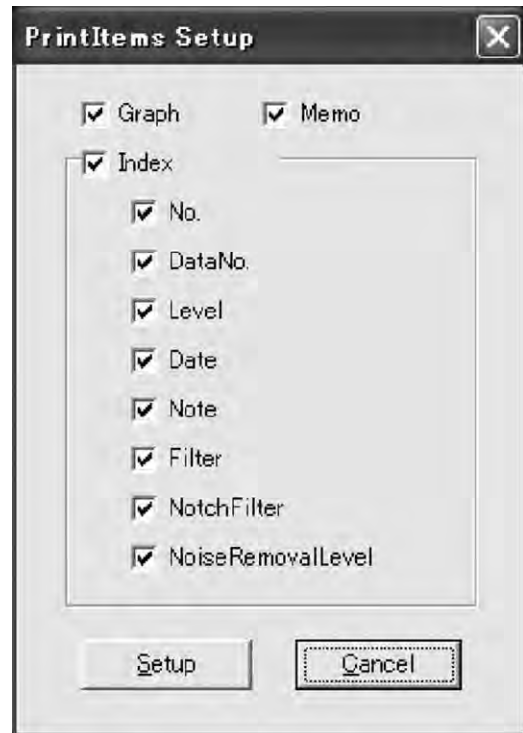 PrintItems Setup
Graph Memo
Index
No.
DataNo.
Level
Date
Note
Filter
NotchFilter
NoiseRemovalLevel
Setup Cancel